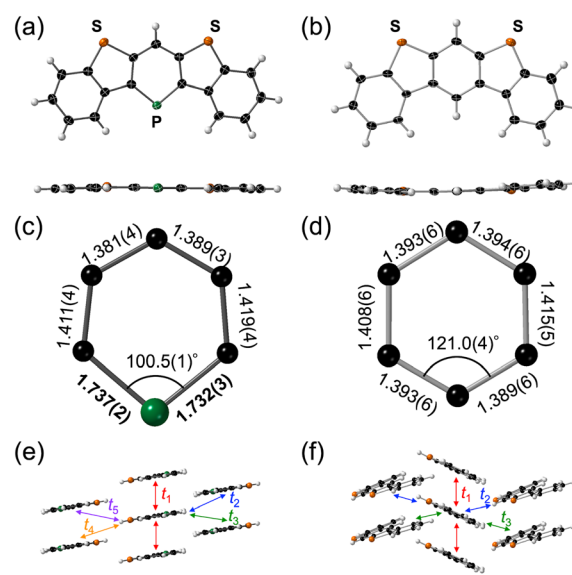 (a)
(b)
S S
S S
P
(c)
(d)
1.381(4) 1.389(3)
1.393(6) 1.394(6)
1.411(4) 1.419(4)
1.408(6) 1.415(5)
100.5(1)°
121.0(4)°
1.737(2) 1.732(3)
1.393(6) 1.389(6)
(e)
(f)
t1
t2
t3
t4
t5
t1
t2
t3